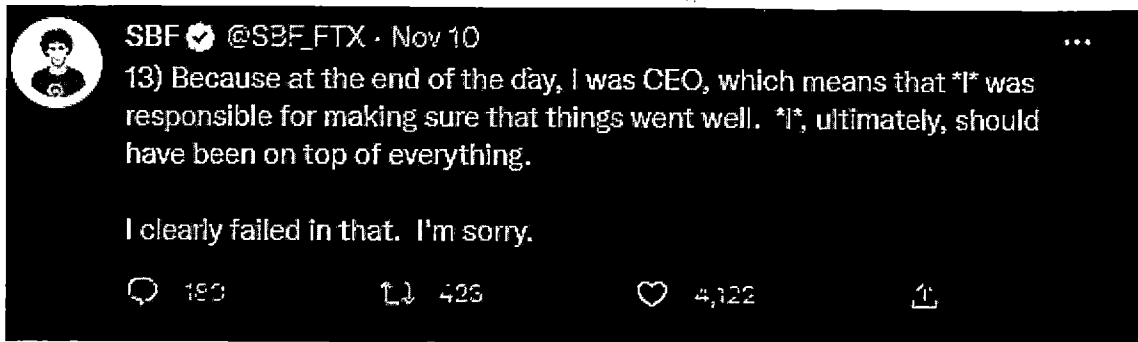 SBF @SBF_FTX · Nov 10
13) Because at the end of the day, I was CEO, which means that *I* was
responsible for making sure that things went well.  *I*, ultimately, should
have been on top of everything.
I clearly failed in that.  I'm sorry.
4,122